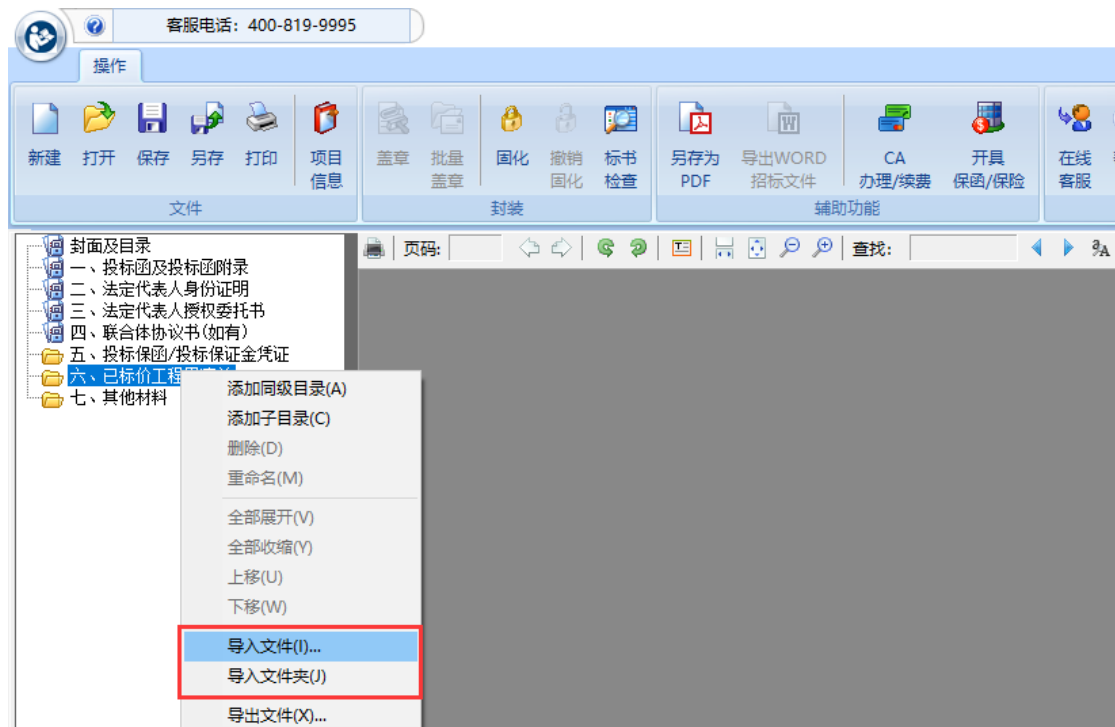 客服电话：400-819-9995
操作
新建 打开 保存 另存 打印 项目信息 盖章 批量盖章 固化 撤销固化 标书检查 另存为PDF 导出WORD招标文件 CA办理/续费 开具保函/保险 在线客服
文件 封装 辅助功能
页码: 查找:
封面及目录
一、投标函及投标函附录
二、法定代表人身份证明
三、法定代表人授权委托书
四、联合体协议书(如有)
五、投标保函/投标保证金凭证
六、已标价工程
七、其他材料
添加同级目录(A)
添加子目录(C)
删除(D)
重命名(M)
全部展开(V)
全部收缩(Y)
上移(U)
下移(W)
导入文件(I)...
导入文件夹(J)
导出文件(X)...